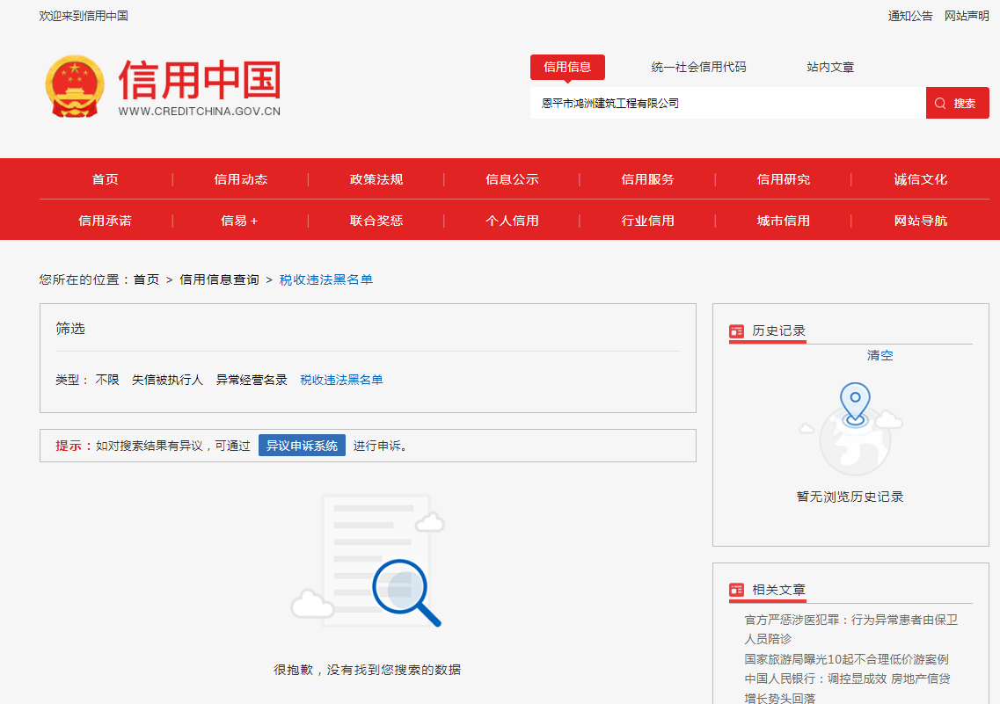 欢迎来到信用中国
通知公告 网站声明
信用中国
WWW.CREDITCHINA.GOV.CN
信用信息 统一社会信用代码 站内文章
恩平市鸿洲建筑工程有限公司
搜索
首页 | 信用动态 | 政策法规 | 信息公示 | 信用服务 | 信用研究 | 诚信文化
信用承诺 | 信易+ | 联合奖惩 | 个人信用 | 行业信用 | 城市信用 | 网站导航
您所在的位置：首页 > 信用信息查询 > 税收违法黑名单
筛选
类型： 不限 失信被执行人 异常经营名录 税收违法黑名单
提示：如对搜索结果有异议，可通过 异议申诉系统 进行申诉。
很抱歉，没有找到您搜索的数据
历史记录
清空
暂无浏览历史记录
相关文章
官方严惩涉医犯罪：行为异常患者由保卫
人员陪诊
国家旅游局曝光10起不合理低价游案例
中国人民银行：调控显成效 房地产信贷
增长势头回落